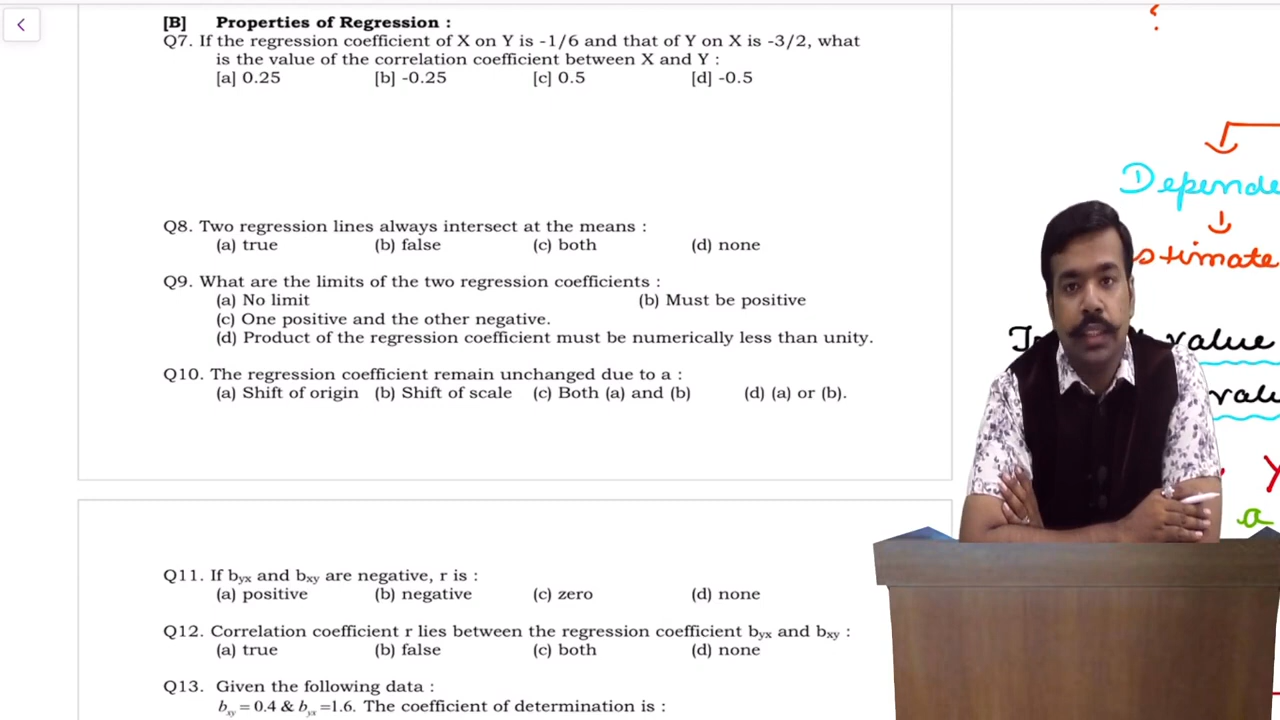 [B] Properties of Regression :
Q7. If the regression coefficient of X on Y is -1/6 and that of Y on X is -3/2, what
is the value of the correlation coefficient between X and Y :
[a] 0.25 [b] -0.25 [c] 0.5 [d] -0.5
Q8. Two regression lines always intersect at the means :
(a) true (b) false (c) both (d) none
Q9. What are the limits of the two regression coefficients :
(a) No limit (b) Must be positive
(c) One positive and the other negative.
(d) Product of the regression coefficient must be numerically less than unity.
Q10. The regression coefficient remain unchanged due to a :
(a) Shift of origin (b) Shift of scale (c) Both (a) and (b) (d) (a) or (b).
Q11. If byx and bxy are negative, r is :
(a) positive (b) negative (c) zero (d) none
Q12. Correlation coefficient r lies between the regression coefficient byx and bxy :
(a) true (b) false (c) both (d) none
Q13. Given the following data :
bxy = 0.4 & byx =1.6. The coefficient of determination is :
?
Depende
stimate
value
Y
a